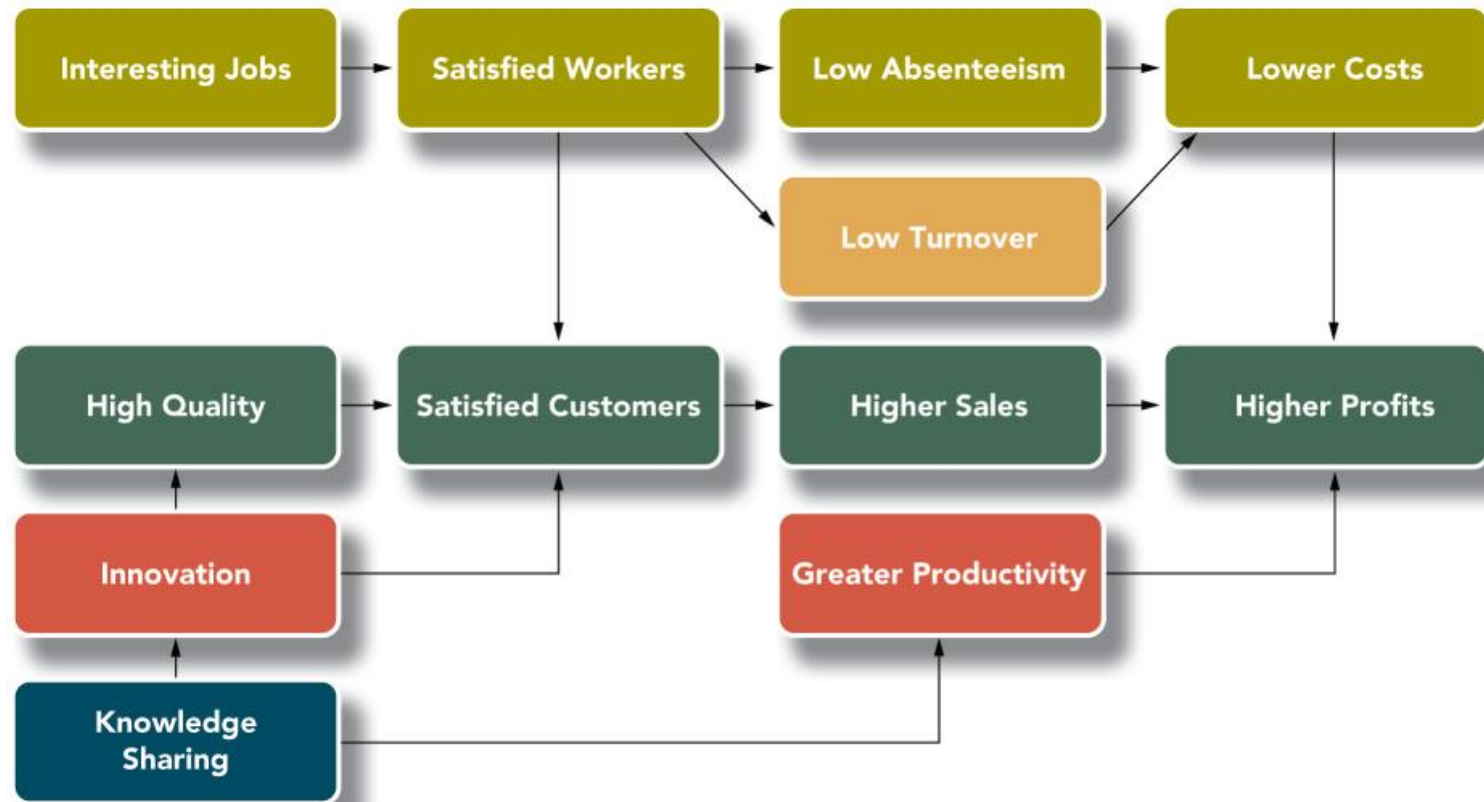 Interesting Jobs
Satisfied Workers
Low Absenteeism
Lower Costs
Low Turnover
High Quality
Satisfied Customers
Higher Sales
Higher Profits
Innovation
Greater Productivity
Knowledge
Sharing